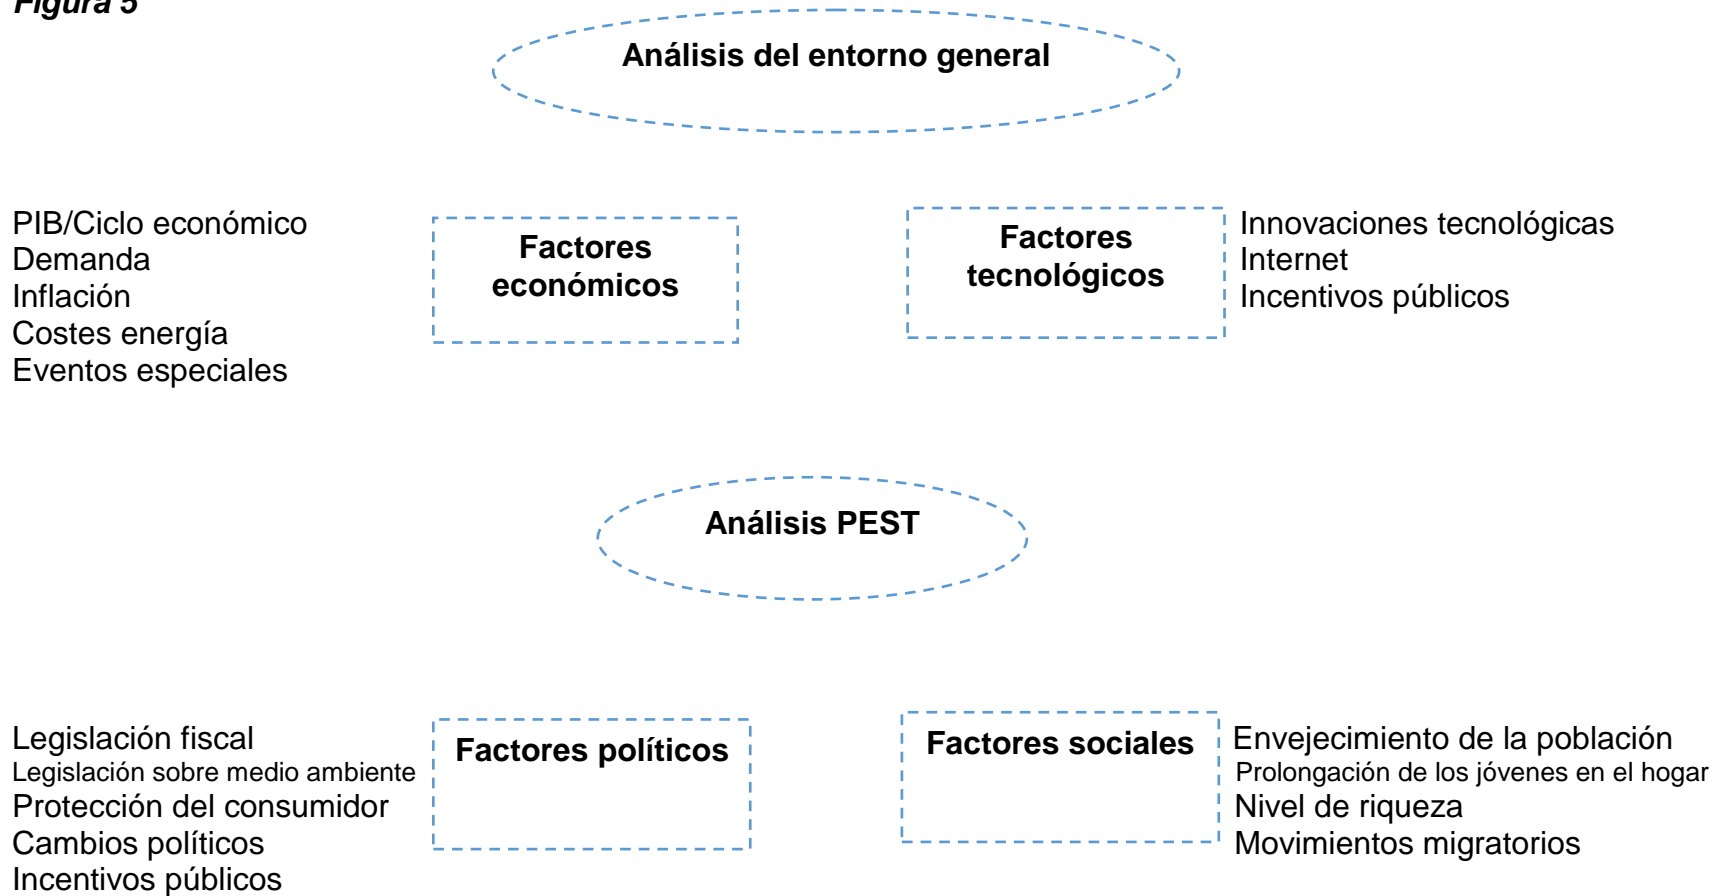 Figura 5
Análisis del entorno general
PIB/Ciclo económico
Demanda
Inflación
Costes energía
Eventos especiales
Factores
económicos
Factores
tecnológicos
Innovaciones tecnológicas
Internet
Incentivos públicos
Análisis PEST
Legislación fiscal
Legislación sobre medio ambiente
Protección del consumidor
Cambios políticos
Incentivos públicos
Factores políticos
Factores sociales
Envejecimiento de la población
Prolongación de los jóvenes en el hogar
Nivel de riqueza
Movimientos migratorios